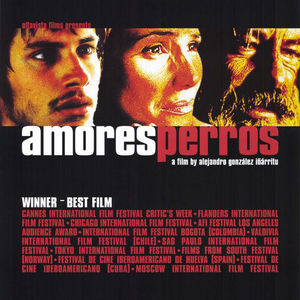 altavista films presents
amores perros
a film by alejandro gonzález iñárritu
WINNER – BEST FILM
CANNES INTERNATIONAL FILM FESTIVAL CRITIC'S WEEK • FLANDERS INTERNATIONAL
FILM FESTIVAL • CHICAGO INTERNATIONAL FILM FESTIVAL • AFI FESTIVAL LOS ANGELES
AUDIENCE AWARD • INTERNATIONAL FILM FESTIVAL BOGOTA (COLOMBIA) • VALDIVIA
INTERNATIONAL FILM FESTIVAL (CHILE) • SAO PAULO INTERNATIONAL FILM
FESTIVAL • TOKYO INTERNATIONAL FILM FESTIVAL • FILMS FROM SOUTH
(NORWAY) • FESTIVAL DE CINE IBEROAMERICANO DE HUELVA (SPAIN) • FESTIVAL DE
CINE IBEROAMERICANO (CUBA) • MOSCOW INTERNATIONAL FILM FESTIVAL